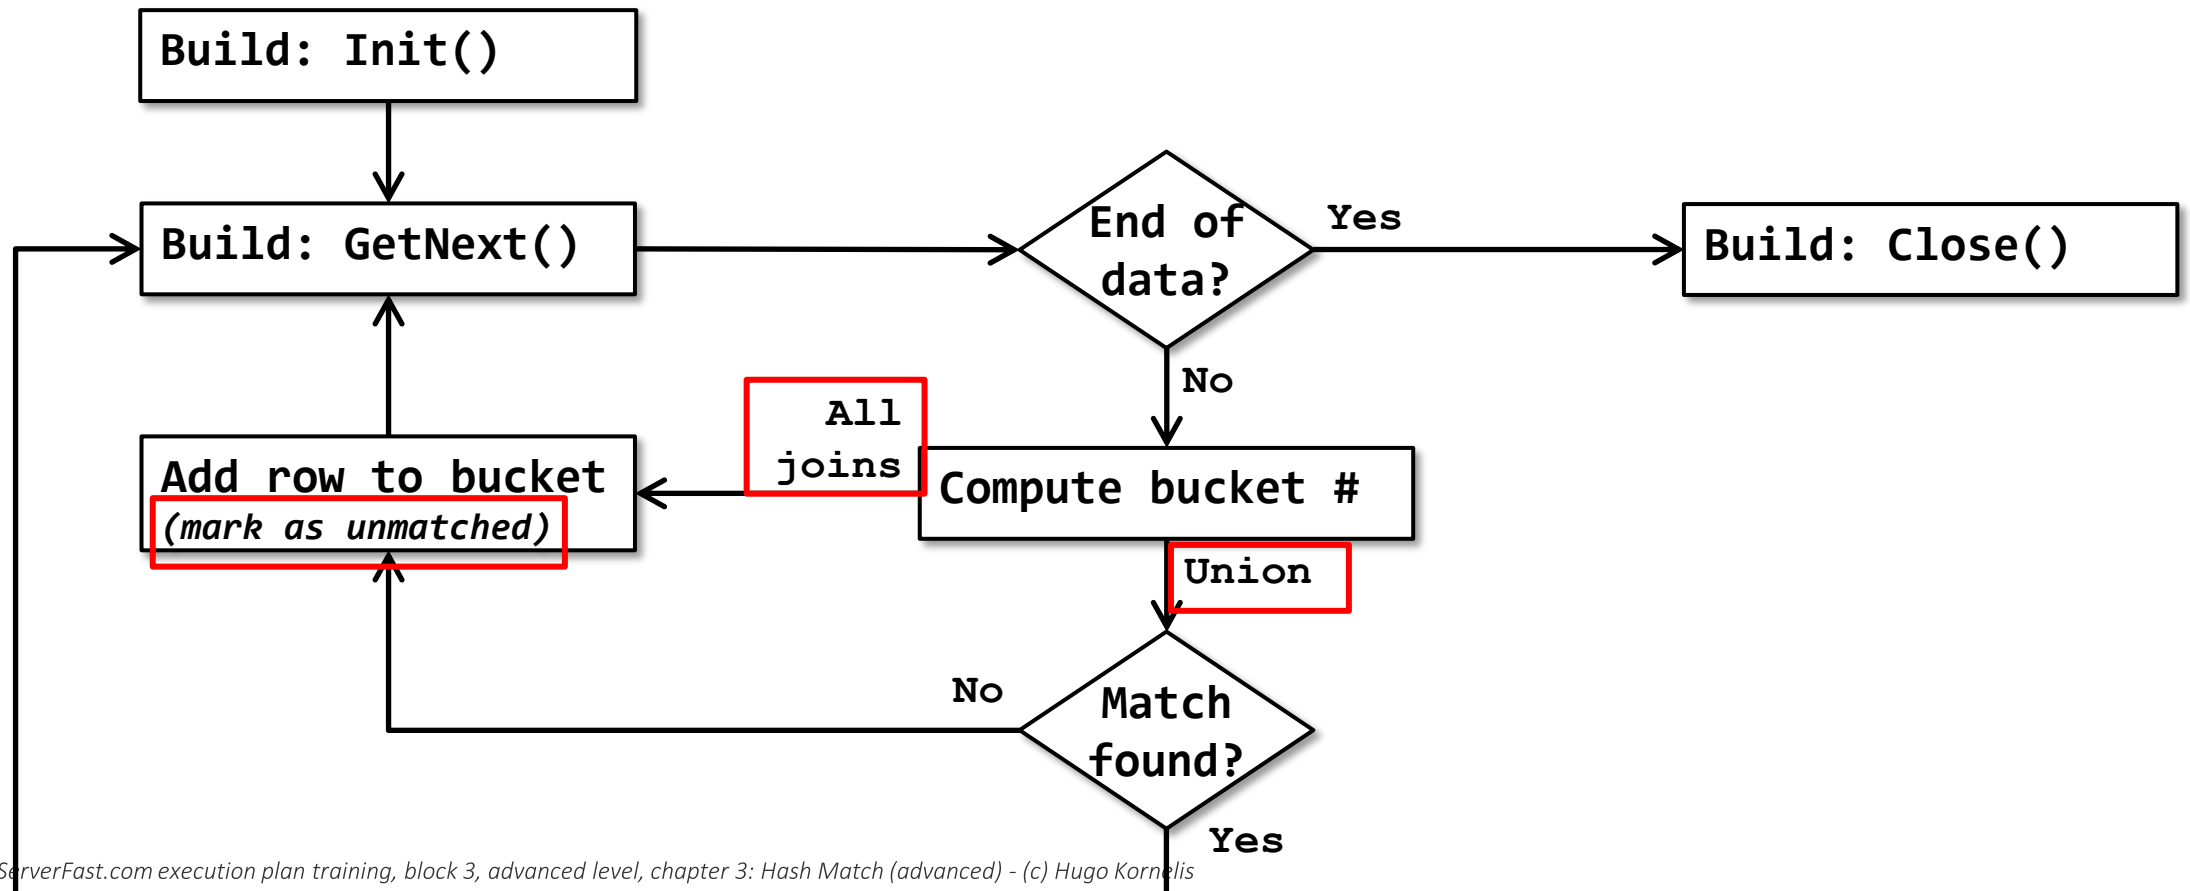 Build: Init()
Build: GetNext()
End of
data?
Yes
Build: Close()
No
All
joins
Add row to bucket
(mark as unmatched)
Compute bucket #
Union
No
Match
found?
Yes
ServerFast.com execution plan training, block 3, advanced level, chapter 3: Hash Match (advanced) - (c) Hugo Kornelis